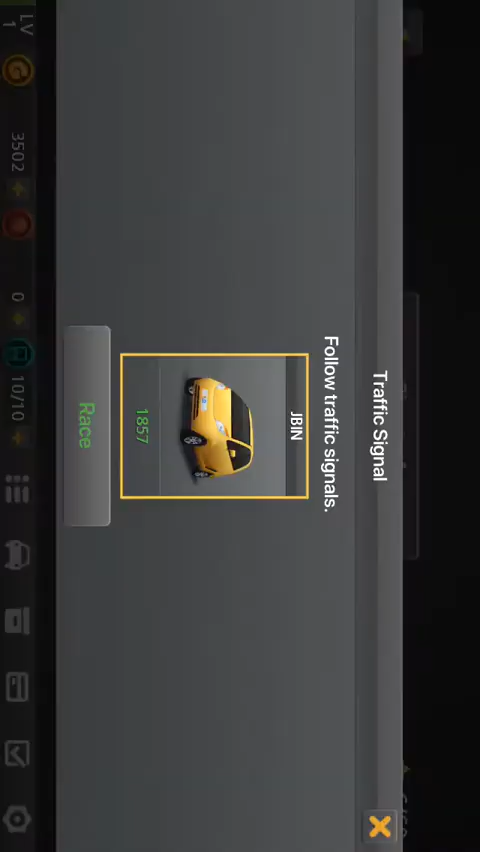 Traffic Signal
Follow traffic signals.
JBIN
1857
Race
LV
1
3502
0
10/10